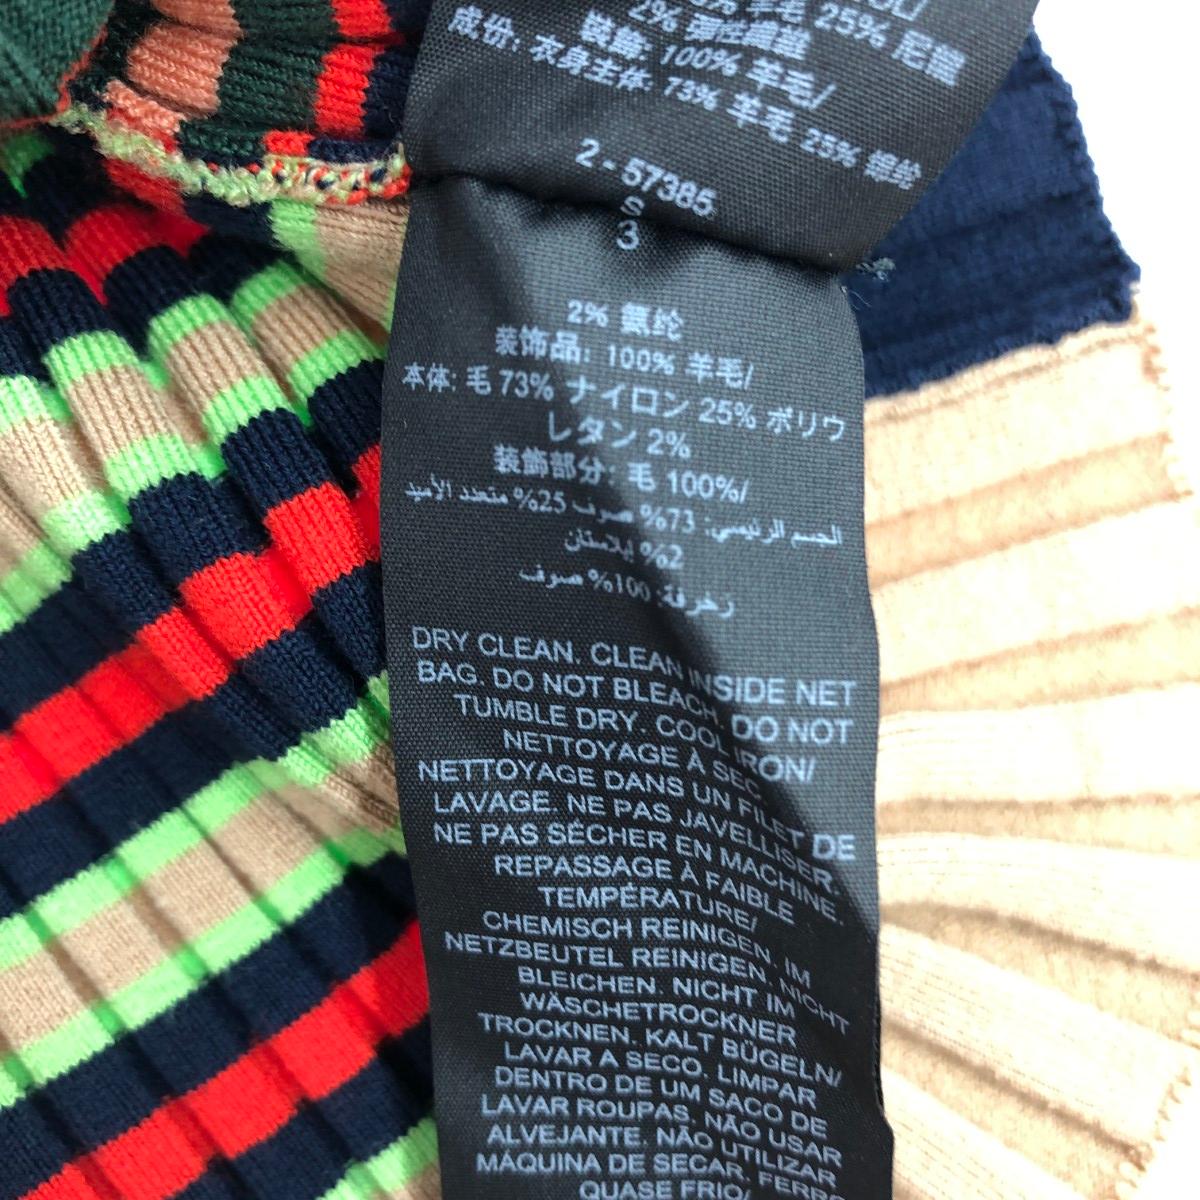 羊毛 25% 尼龍
2% 彈性纖維
裝飾: 100% 羊毛/
成份: 衣身主体: 73% 羊毛 25% 锦纶
2-57385
S
3
2% 氨纶
装饰品: 100% 羊毛/
本体: 毛 73% ナイロン 25% ポリウ
レタン 2%
装飾部分: 毛 100%/
الجسم الرئيسي: 73% صوف 25% متعدد الأميد
2% إيلاستان
زخرفة: 100% صوف
DRY CLEAN. CLEAN INSIDE NET
BAG. DO NOT BLEACH. DO NOT
TUMBLE DRY. COOL IRON/
NETTOYAGE À SEC.
NETTOYAGE DANS UN FILET DE
LAVAGE. NE PAS JAVELLISER.
NE PAS SÉCHER EN MACHINE.
REPASSAGE À FAIBLE
TEMPÉRATURE/
CHEMISCH REINIGEN. IM
NETZBEUTEL REINIGEN. NICHT
BLEICHEN. NICHT IM
WÄSCHETROCKNER
TROCKNEN. KALT BÜGELN/
LAVAR A SECO. LIMPAR
DENTRO DE UM SACO DE
LAVAR ROUPAS. NÃO USAR
ALVEJANTE. NÃO UTILIZAR
MÁQUINA DE SECAR. FERRO
QUASE FRIO/